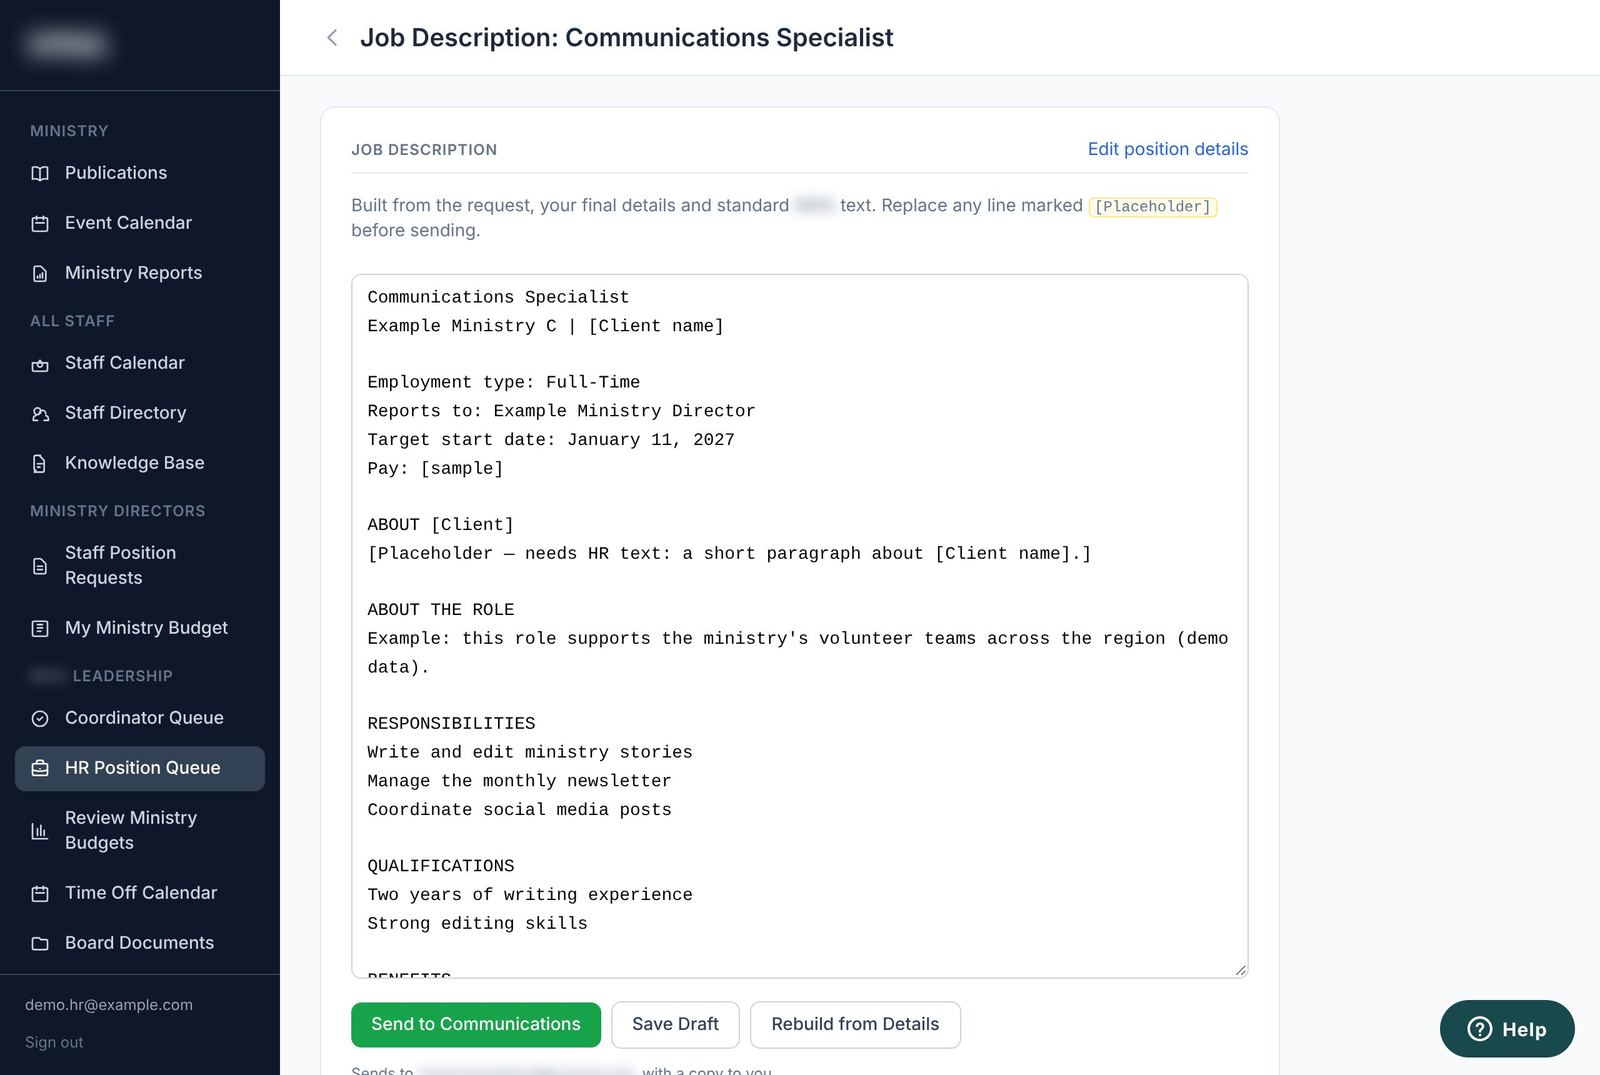 Job Description: Communications Specialist
MINISTRY
Publications
Event Calendar
Ministry Reports
ALL STAFF
Staff Calendar
Staff Directory
Knowledge Base
MINISTRY DIRECTORS
Staff Position
Requests
My Ministry Budget
LEADERSHIP
Coordinator Queue
HR Position Queue
Review Ministry
Budgets
Time Off Calendar
Board Documents
demo.hr@example.com
Sign out
JOB DESCRIPTION
Edit position details
Built from the request, your final details and standard text. Replace any line marked [Placeholder]
before sending.
Communications Specialist
Example Ministry C | [Client name]
Employment type: Full-Time
Reports to: Example Ministry Director
Target start date: January 11, 2027
Pay: [sample]
ABOUT [Client]
[Placeholder — needs HR text: a short paragraph about [Client name].]
ABOUT THE ROLE
Example: this role supports the ministry's volunteer teams across the region (demo
data).
RESPONSIBILITIES
Write and edit ministry stories
Manage the monthly newsletter
Coordinate social media posts
QUALIFICATIONS
Two years of writing experience
Strong editing skills
BENEFITS
Send to Communications
Save Draft
Rebuild from Details
Sends to with a copy to you
Help